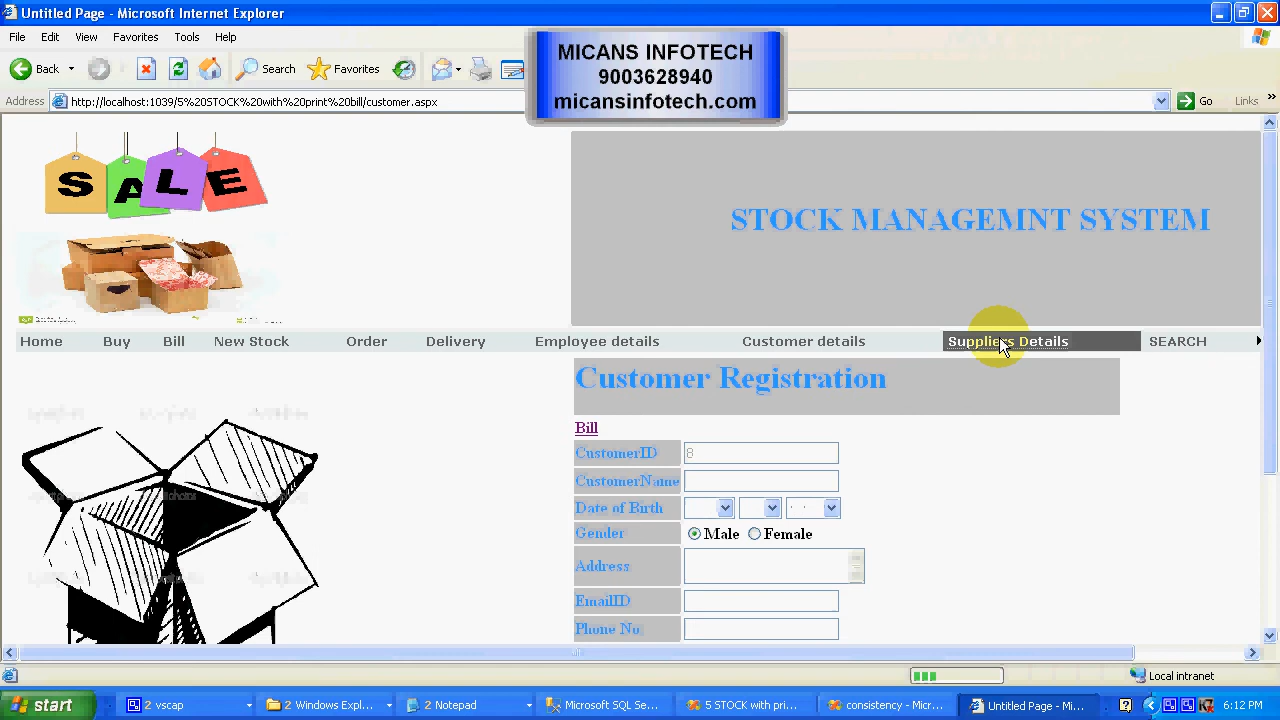 Untitled Page - Microsoft Internet Explorer
File Edit View Favorites Tools Help
MICANS INFOTECH
9003628940
micansinfotech.com
Back Search Favorites
Address http://localhost:1039/5%20STOCK%20with%20print%20bill/customer.aspx Go Links »
SALE
STOCK MANAGEMNT SYSTEM
Home Buy Bill New Stock Order Delivery Employee details Customer details Suppliers Details SEARCH
Customer Registration
Bill
CustomerID 8
CustomerName
Date of Birth
Gender Male Female
Address
EmailID
Phone No
Local intranet
start 2 vscap 2 Windows Expl... 2 Notepad Microsoft SQL Se... 5 STOCK with pri... consistency - Micr... Untitled Page - Mi... 6:12 PM